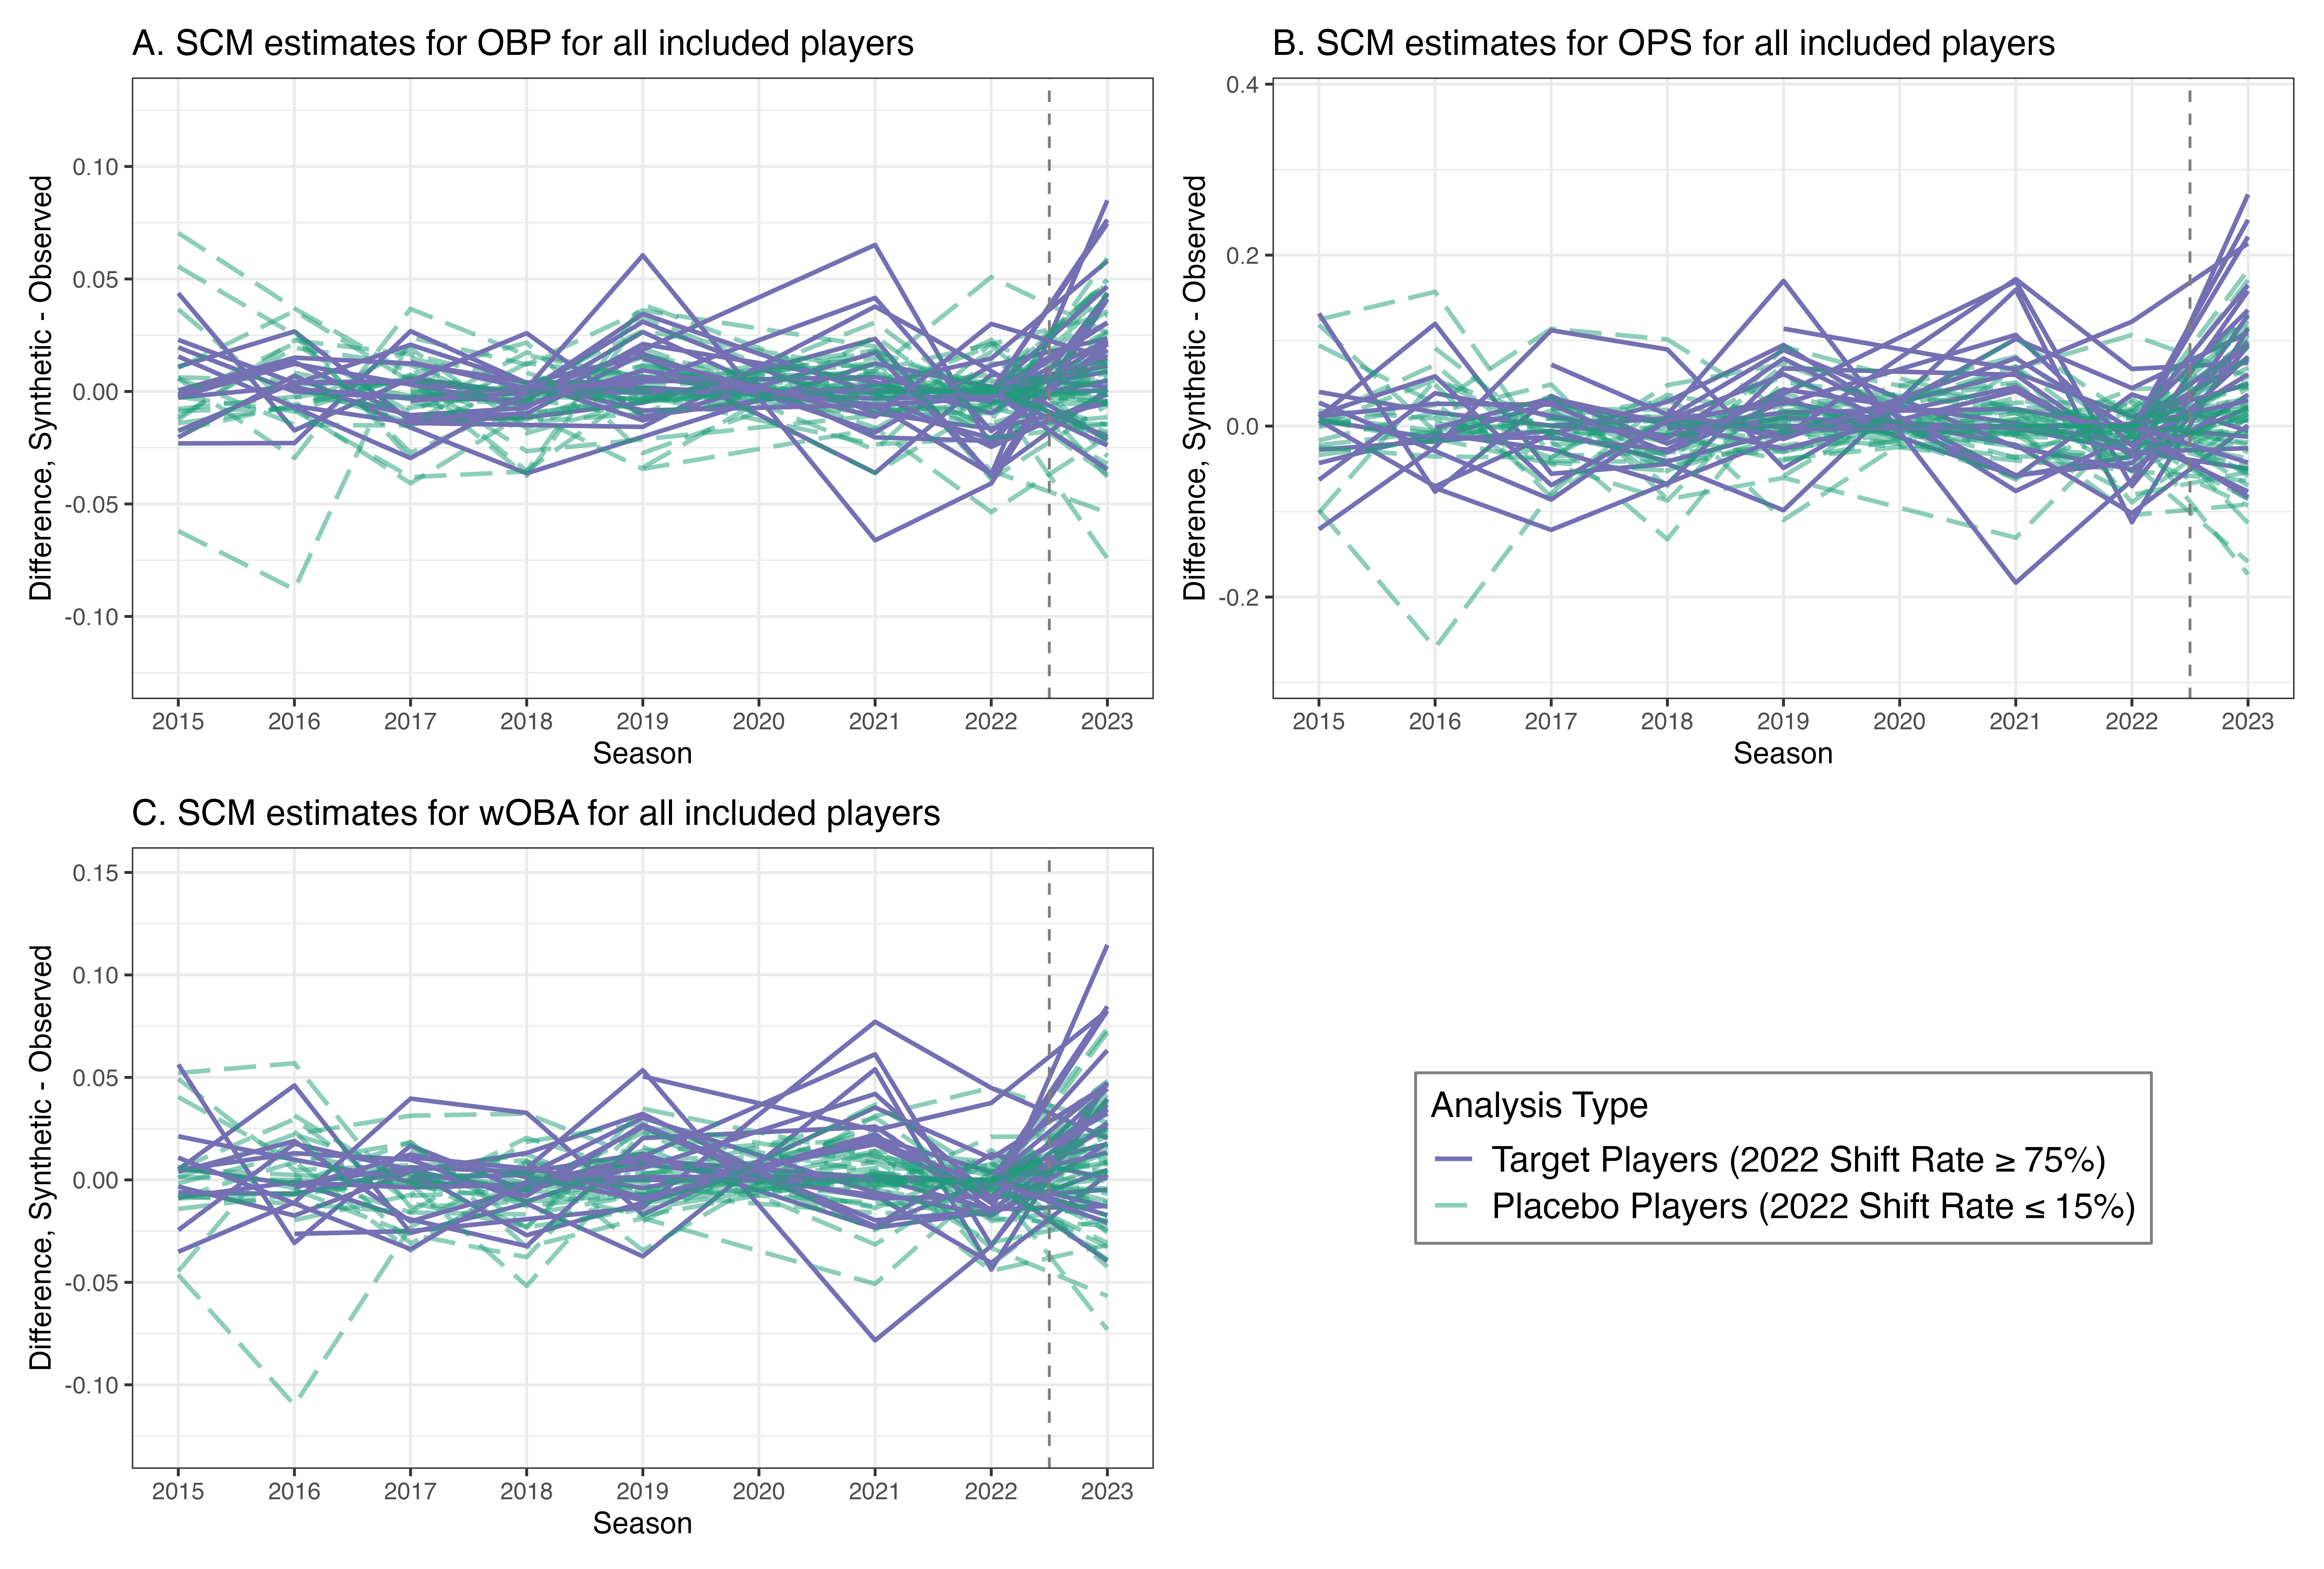 A. SCM estimates for OBP for all included players
Difference, Synthetic - Observed
0.10
0.05
0.00
-0.05
-0.10
2015 2016 2017 2018 2019 2020 2021 2022 2023
Season
B. SCM estimates for OPS for all included players
Difference, Synthetic - Observed
0.4
0.2
0.0
-0.2
2015 2016 2017 2018 2019 2020 2021 2022 2023
Season
C. SCM estimates for wOBA for all included players
Difference, Synthetic - Observed
0.15
0.10
0.05
0.00
-0.05
-0.10
2015 2016 2017 2018 2019 2020 2021 2022 2023
Season
Analysis Type
Target Players (2022 Shift Rate ≥ 75%)
Placebo Players (2022 Shift Rate ≤ 15%)